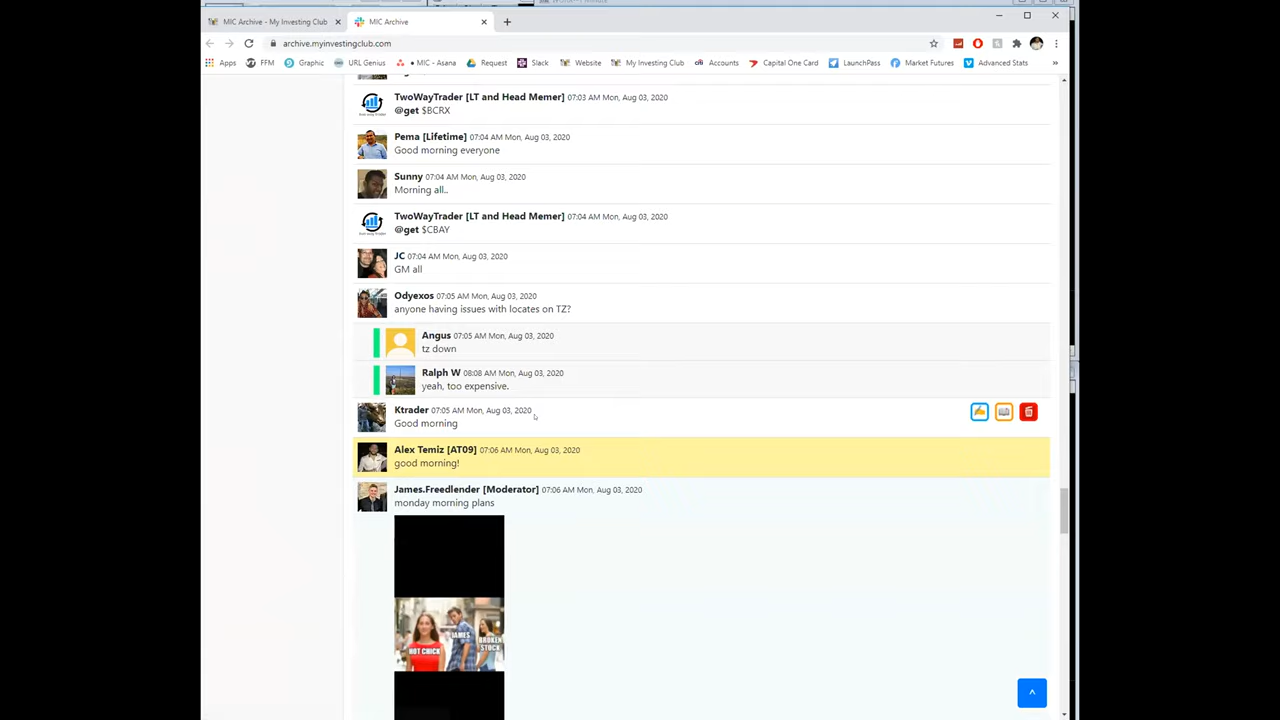 MIC Archive - My Investing Club
MIC Archive
archive.myinvestingclub.com
Apps FFM Graphic URL Genius MIC - Asana Request Slack Website My Investing Club Accounts Capital One Card LaunchPass Market Futures Advanced Stats
TwoWayTrader [LT and Head Memer] 07:03 AM Mon, Aug 03, 2020
@get $BCRX
Pema [Lifetime] 07:04 AM Mon, Aug 03, 2020
Good morning everyone
Sunny 07:04 AM Mon, Aug 03, 2020
Morning all..
TwoWayTrader [LT and Head Memer] 07:04 AM Mon, Aug 03, 2020
@get $CBAY
JC 07:04 AM Mon, Aug 03, 2020
GM all
Odyexos 07:05 AM Mon, Aug 03, 2020
anyone having issues with locates on TZ?
Angus 07:05 AM Mon, Aug 03, 2020
tz down
Ralph W 08:08 AM Mon, Aug 03, 2020
yeah, too expensive.
Ktrader 07:05 AM Mon, Aug 03, 2020
Good morning
Alex Temiz [AT09] 07:06 AM Mon, Aug 03, 2020
good morning!
James.Freedlender [Moderator] 07:06 AM Mon, Aug 03, 2020
monday morning plans
JAMES
BROKEN
STOCK
HOT CHICK